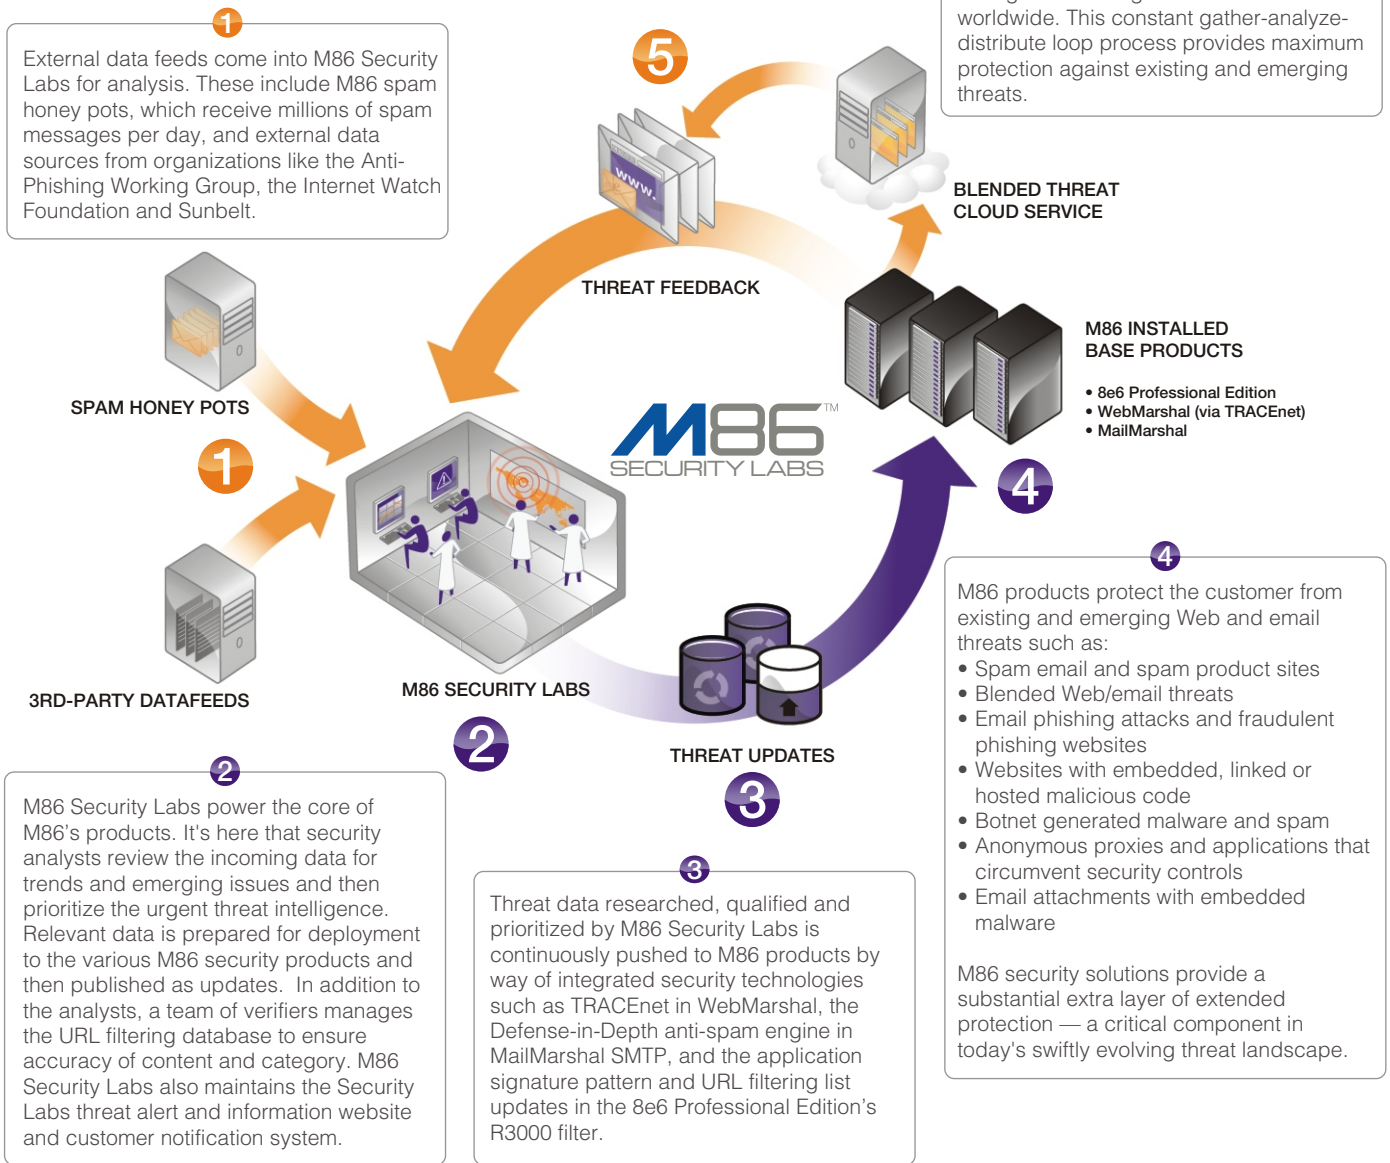 1
External data feeds come into M86 Security
Labs for analysis. These include M86 spam
honey pots, which receive millions of spam
messages per day, and external data
sources from organizations like the Anti-
Phishing Working Group, the Internet Watch
Foundation and Sunbelt.
worldwide. This constant gather-analyze-
distribute loop process provides maximum
protection against existing and emerging
threats.
5
www.
BLENDED THREAT
CLOUD SERVICE
THREAT FEEDBACK
M86 INSTALLED
BASE PRODUCTS
• 8e6 Professional Edition
• WebMarshal (via TRACEnet)
• MailMarshal
SPAM HONEY POTS
1
M86™
SECURITY LABS
4
3RD-PARTY DATAFEEDS
M86 SECURITY LABS
2
THREAT UPDATES
3
2
M86 Security Labs power the core of
M86's products. It's here that security
analysts review the incoming data for
trends and emerging issues and then
prioritize the urgent threat intelligence.
Relevant data is prepared for deployment
to the various M86 security products and
then published as updates.  In addition to
the analysts, a team of verifiers manages
the URL filtering database to ensure
accuracy of content and category. M86
Security Labs also maintains the Security
Labs threat alert and information website
and customer notification system.
3
Threat data researched, qualified and
prioritized by M86 Security Labs is
continuously pushed to M86 products by
way of integrated security technologies
such as TRACEnet in WebMarshal, the
Defense-in-Depth anti-spam engine in
MailMarshal SMTP, and the application
signature pattern and URL filtering list
updates in the 8e6 Professional Edition's
R3000 filter.
4
M86 products protect the customer from
existing and emerging Web and email
threats such as:
• Spam email and spam product sites
• Blended Web/email threats
• Email phishing attacks and fraudulent
phishing websites
• Websites with embedded, linked or
hosted malicious code
• Botnet generated malware and spam
• Anonymous proxies and applications that
circumvent security controls
• Email attachments with embedded
malware
M86 security solutions provide a
substantial extra layer of extended
protection — a critical component in
today's swiftly evolving threat landscape.